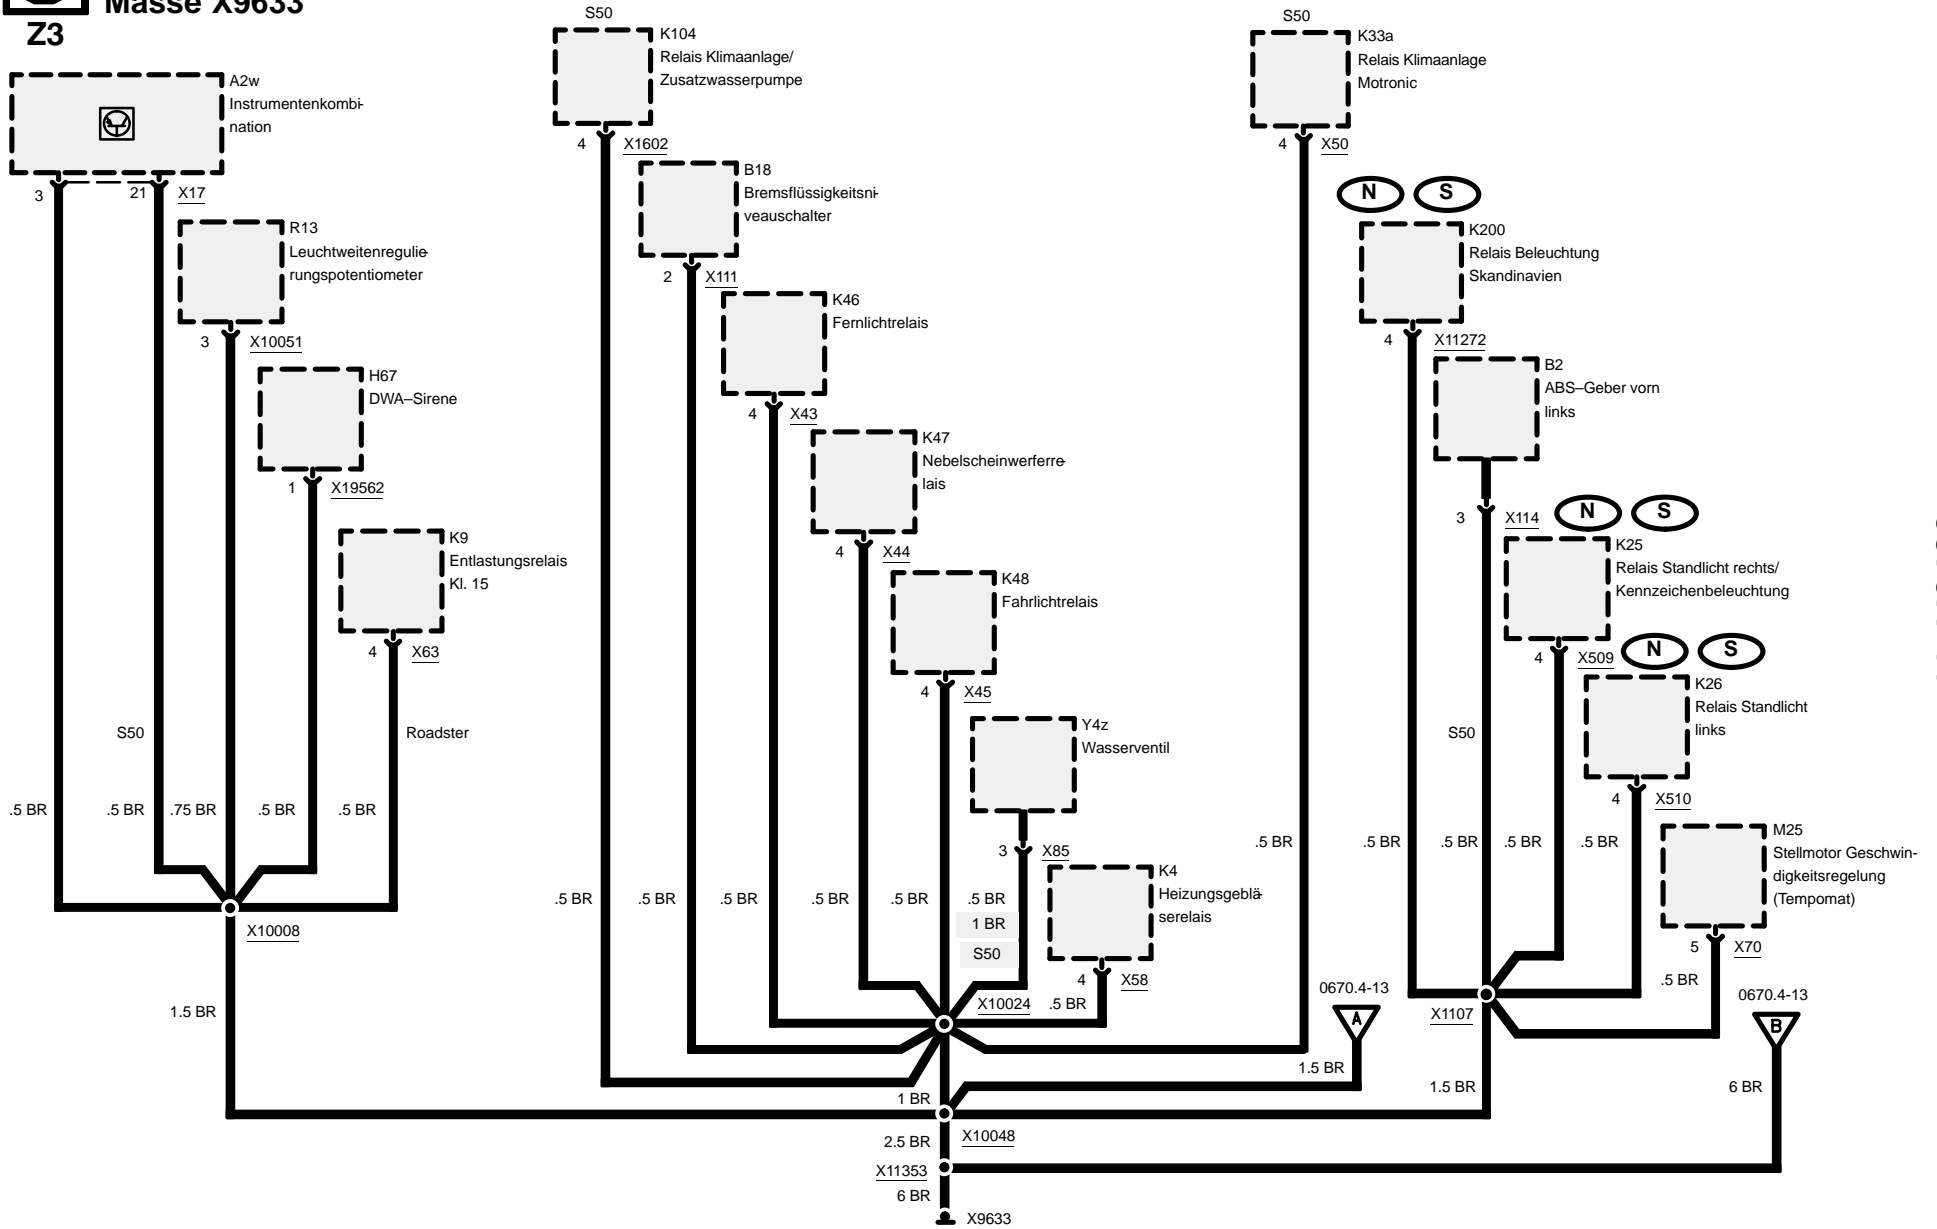 Masse X9633
Z3
A2w
Instrumentenkombi-
nation
3
21
X17
R13
Leuchtweitenregulie-
rungspotentiometer
3
X10051
H67
DWA–Sirene
1
X19562
K9
Entlastungsrelais
Kl. 15
4
X63
S50
Roadster
.5 BR
.5 BR
.75 BR
.5 BR
.5 BR
X10008
1.5 BR
S50
K104
Relais Klimaanlage/
Zusatzwasserpumpe
4
X1602
B18
Bremsflüssigkeitsni-
veauschalter
2
X111
K46
Fernlichtrelais
4
X43
K47
Nebelscheinwerferre-
lais
4
X44
K48
Fahrlichtrelais
4
X45
Y4z
Wasserventil
3
X85
K4
Heizungsgeblä-
serelais
4
X58
.5 BR
.5 BR
.5 BR
.5 BR
.5 BR
.5 BR
1 BR
S50
X10024
.5 BR
S50
K33a
Relais Klimaanlage
Motronic
4
X50
.5 BR
N
S
K200
Relais Beleuchtung
Skandinavien
4
X11272
B2
ABS–Geber vorn
links
3
X114
N
S
K25
Relais Standlicht rechts/
Kennzeichenbeleuchtung
4
X509
N
S
K26
Relais Standlicht
links
4
X510
S50
M25
Stellmotor Geschwin-
digkeitsregelung
(Tempomat)
5
X70
.5 BR
.5 BR
.5 BR
.5 BR
.5 BR
X1107
0670.4-13
A
1.5 BR
0670.4-13
B
1.5 BR
6 BR
1 BR
X10048
2.5 BR
X11353
6 BR
X9633